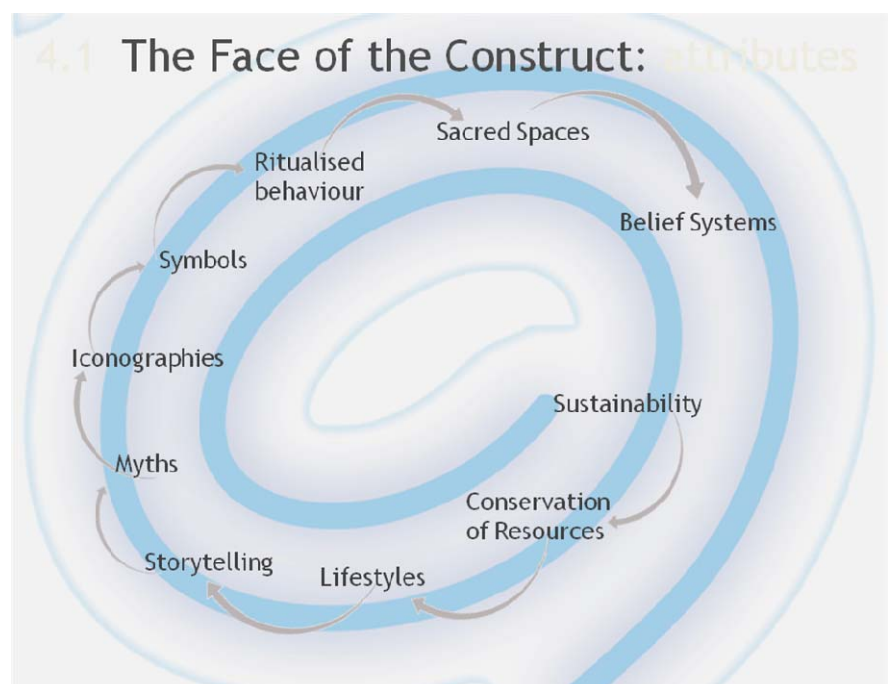 4.1 The Face of the Construct: attributes
Sacred Spaces
Ritualised
behaviour
Belief Systems
Symbols
Iconographies
Sustainability
Myths
Conservation
of Resources
Storytelling
Lifestyles